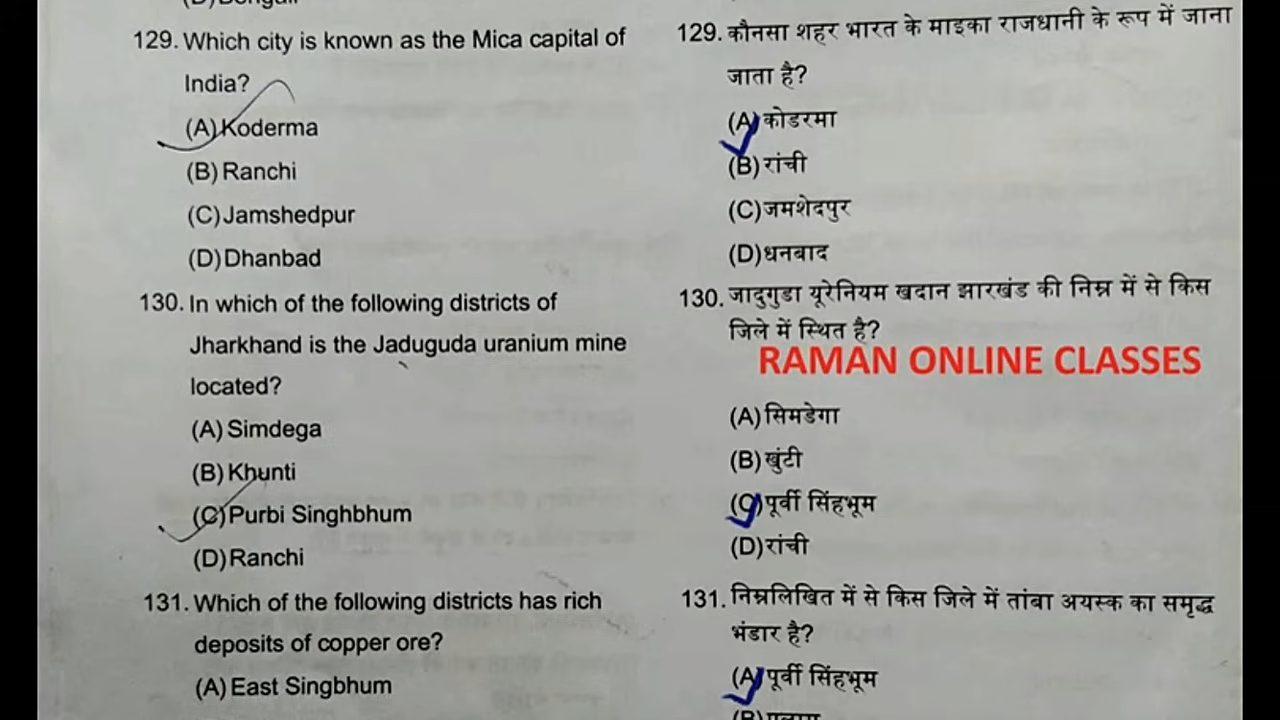 129. Which city is known as the Mica capital of
India?
(A) Koderma
(B) Ranchi
(C) Jamshedpur
(D) Dhanbad
130. In which of the following districts of
Jharkhand is the Jaduguda uranium mine
located?
(A) Simdega
(B) Khunti
(C) Purbi Singhbhum
(D) Ranchi
131. Which of the following districts has rich
deposits of copper ore?
(A) East Singbhum
129. कौनसा शहर भारत के माइका राजधानी के रूप में जाना
जाता है?
(A) कोडरमा
(B) रांची
(C) जमशेदपुर
(D) धनबाद
130. जादुगुडा यूरेनियम खदान झारखंड की निम्न में से किस
जिले में स्थित है?
RAMAN ONLINE CLASSES
(A) सिमडेगा
(B) खुंटी
(C) पूर्वी सिंहभूम
(D) रांची
131. निम्नलिखित में से किस जिले में तांबा अयस्क का समृद्ध
भंडार है?
(A) पूर्वी सिंहभूम